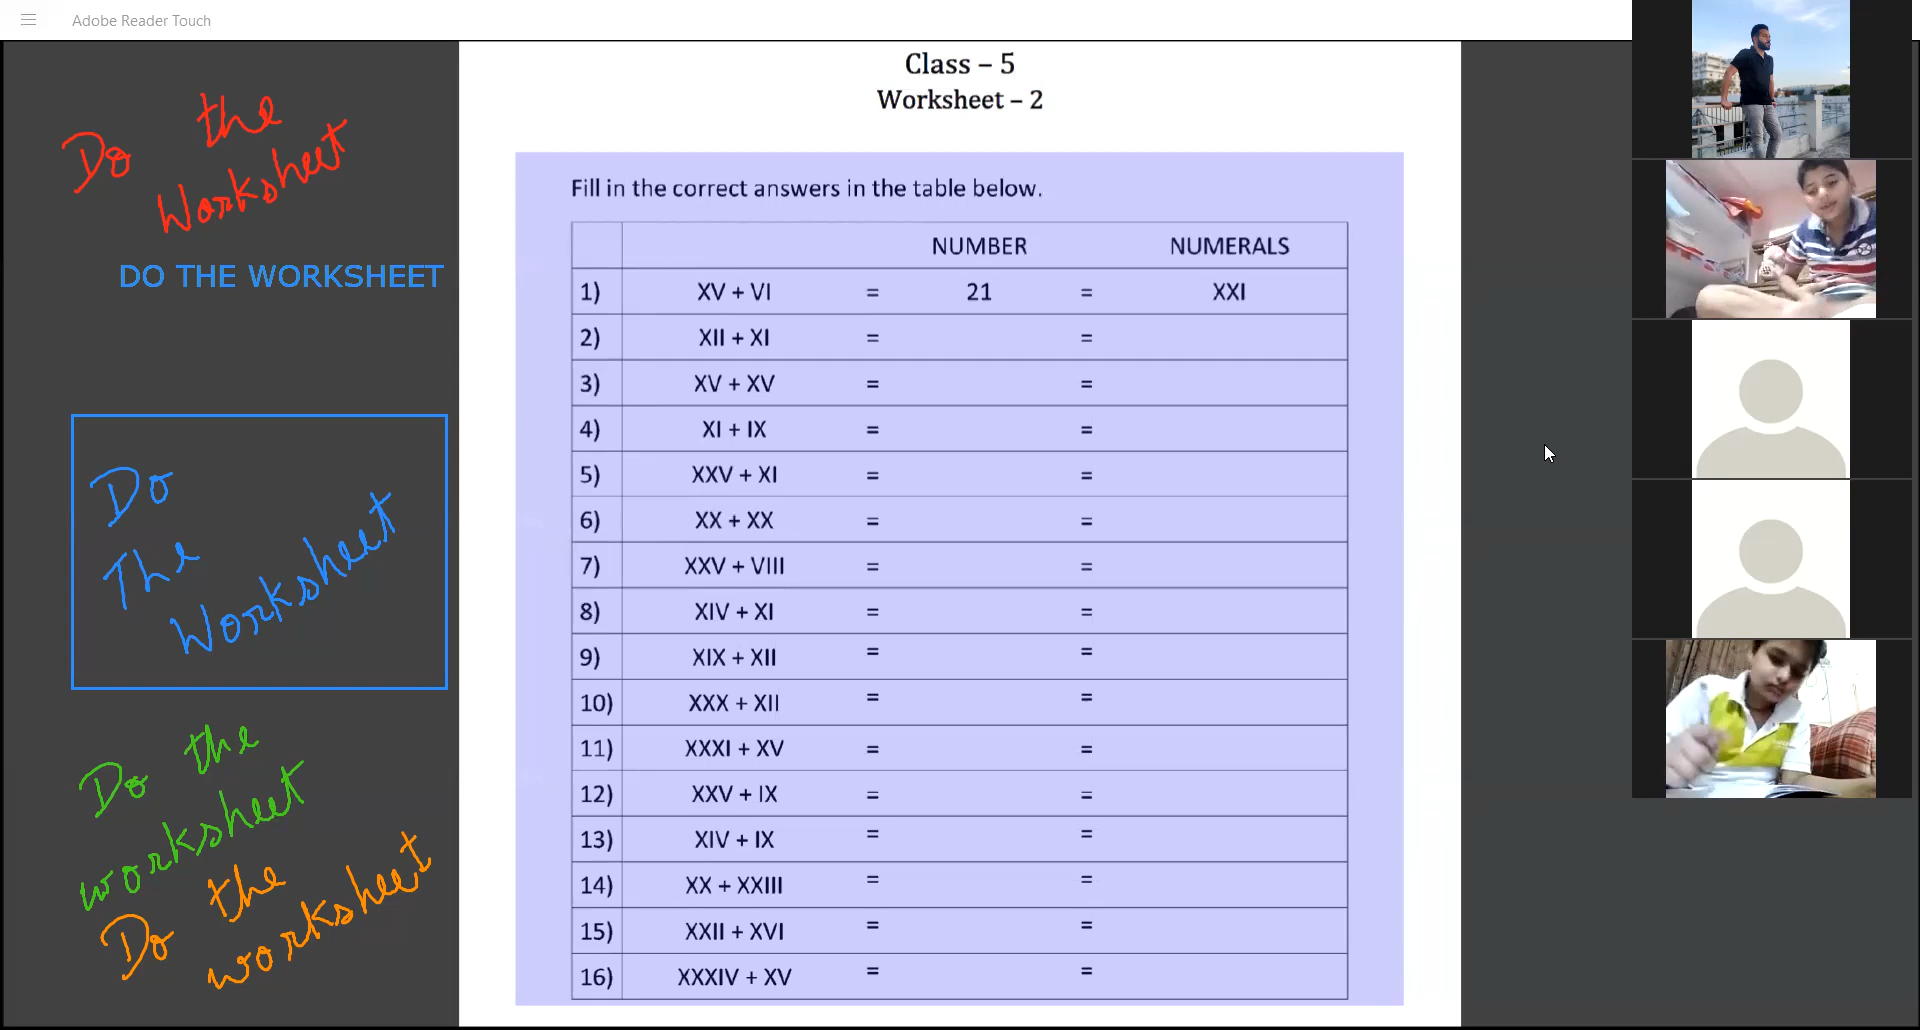 Adobe Reader Touch
Do the
Worksheet
DO THE WORKSHEET
Do
The
Worksheet
Do the
worksheet
Do the
worksheet
Class – 5
Worksheet – 2
Fill in the correct answers in the table below.
NUMBER NUMERALS
1) XV + VI = 21 = XXI
2) XII + XI = =
3) XV + XV = =
4) XI + IX = =
5) XXV + XI = =
6) XX + XX = =
7) XXV + VIII = =
8) XIV + XI = =
9) XIX + XII = =
10) XXX + XII = =
11) XXXI + XV = =
12) XXV + IX = =
13) XIV + IX = =
14) XX + XXIII = =
15) XXII + XVI = =
16) XXXIV + XV = =